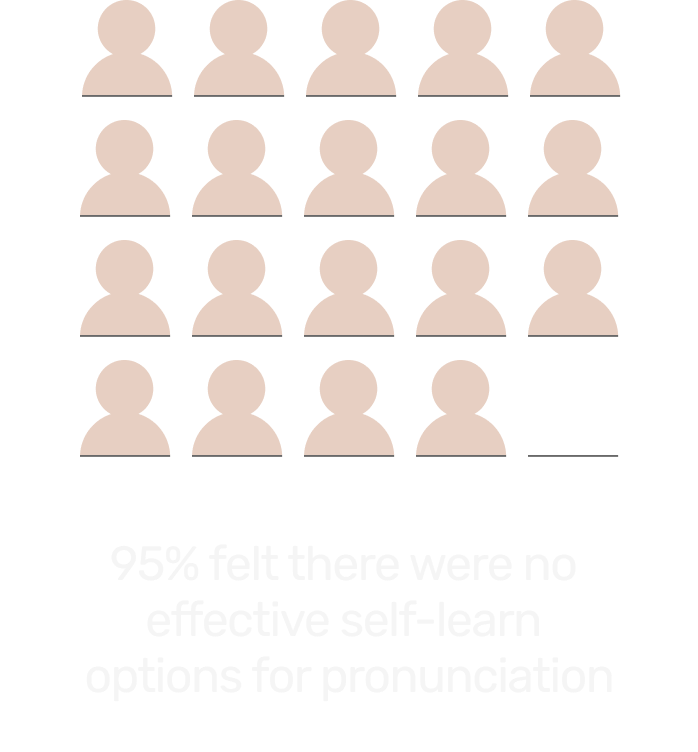 95% felt there were no
effective self-learn
options for pronunciation